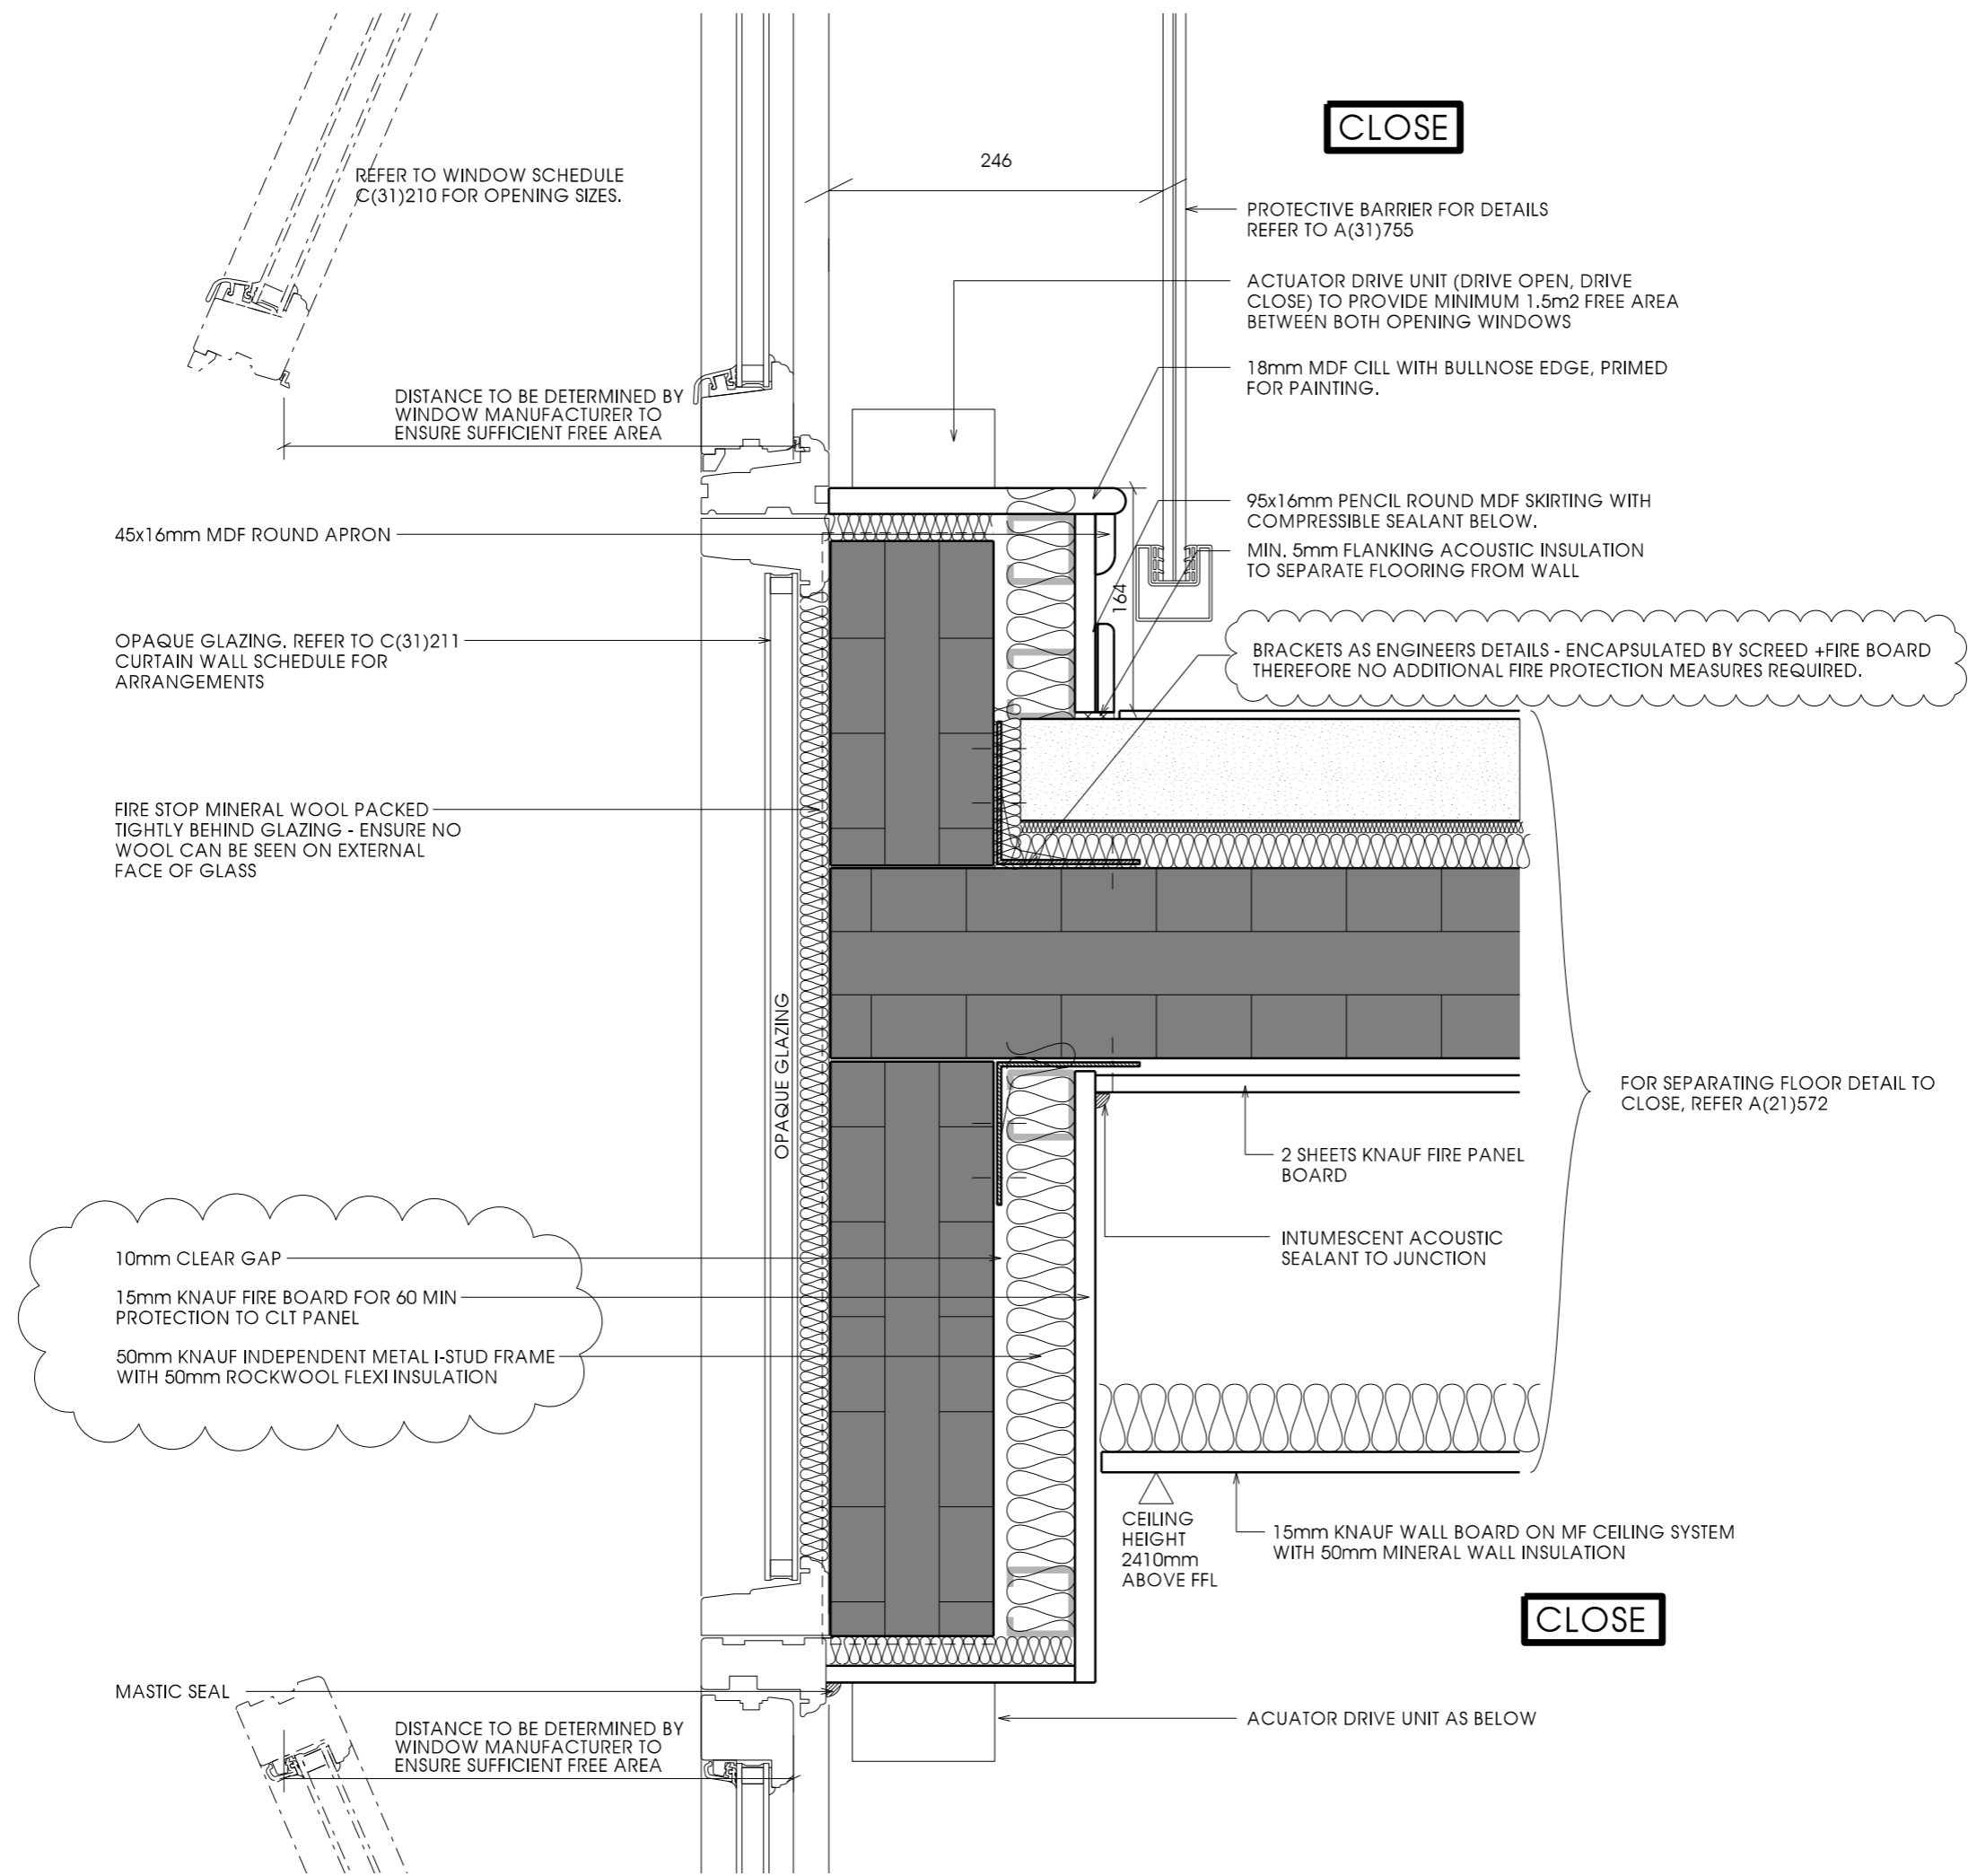 CLOSE
246
REFER TO WINDOW SCHEDULE
C(31)210 FOR OPENING SIZES.
PROTECTIVE BARRIER FOR DETAILS
REFER TO A(31)755
ACTUATOR DRIVE UNIT (DRIVE OPEN, DRIVE
CLOSE) TO PROVIDE MINIMUM 1.5m2 FREE AREA
BETWEEN BOTH OPENING WINDOWS
18mm MDF CILL WITH BULLNOSE EDGE, PRIMED
FOR PAINTING.
DISTANCE TO BE DETERMINED BY
WINDOW MANUFACTURER TO
ENSURE SUFFICIENT FREE AREA
95x16mm PENCIL ROUND MDF SKIRTING WITH
COMPRESSIBLE SEALANT BELOW.
45x16mm MDF ROUND APRON
MIN. 5mm FLANKING ACOUSTIC INSULATION
TO SEPARATE FLOORING FROM WALL
164
OPAQUE GLAZING. REFER TO C(31)211
CURTAIN WALL SCHEDULE FOR
ARRANGEMENTS
BRACKETS AS ENGINEERS DETAILS - ENCAPSULATED BY SCREED +FIRE BOARD
THEREFORE NO ADDITIONAL FIRE PROTECTION MEASURES REQUIRED.
FIRE STOP MINERAL WOOL PACKED
TIGHTLY BEHIND GLAZING - ENSURE NO
WOOL CAN BE SEEN ON EXTERNAL
FACE OF GLASS
OPAQUE GLAZING
FOR SEPARATING FLOOR DETAIL TO
CLOSE, REFER A(21)572
2 SHEETS KNAUF FIRE PANEL
BOARD
INTUMESCENT ACOUSTIC
SEALANT TO JUNCTION
10mm CLEAR GAP
15mm KNAUF FIRE BOARD FOR 60 MIN
PROTECTION TO CLT PANEL
50mm KNAUF INDEPENDENT METAL I-STUD FRAME
WITH 50mm ROCKWOOL FLEXI INSULATION
CEILING
HEIGHT
2410mm
ABOVE FFL
15mm KNAUF WALL BOARD ON MF CEILING SYSTEM
WITH 50mm MINERAL WALL INSULATION
CLOSE
MASTIC SEAL
DISTANCE TO BE DETERMINED BY
WINDOW MANUFACTURER TO
ENSURE SUFFICIENT FREE AREA
ACUATOR DRIVE UNIT AS BELOW